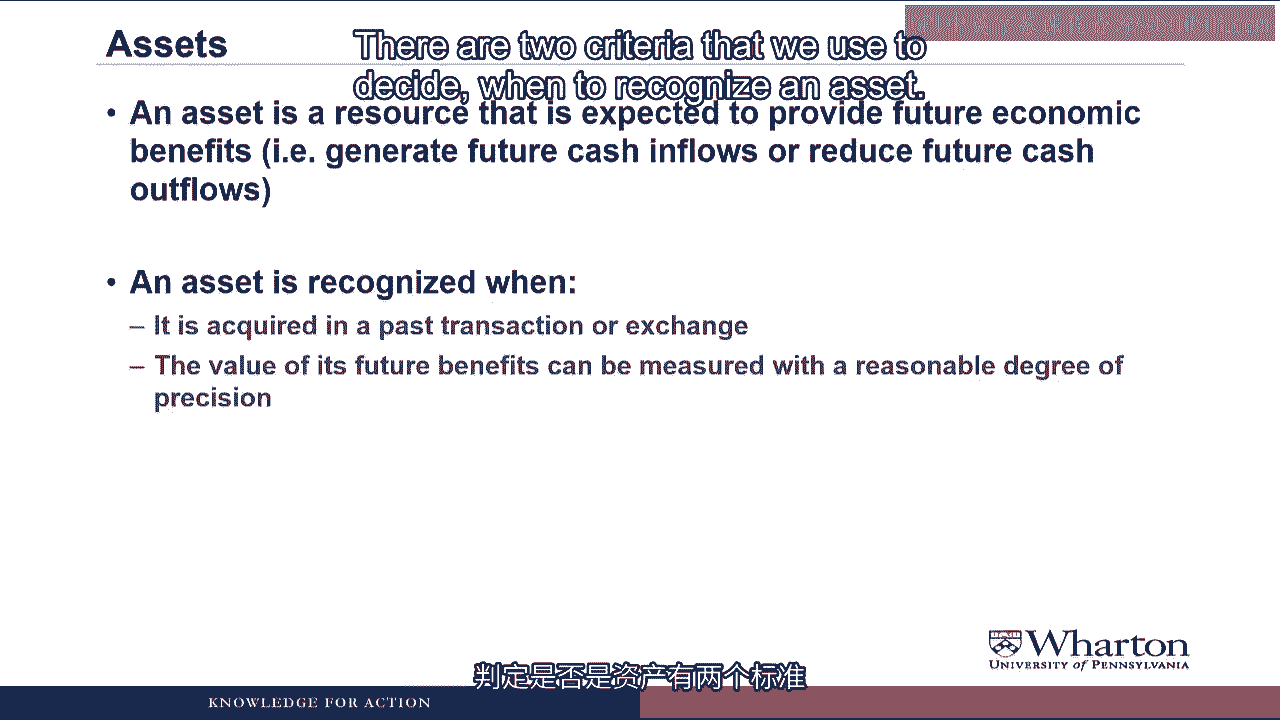 Assets
There are two criteria that we use to
decide, when to recognize an asset.
• An asset is a resource that is expected to provide future economic
benefits (i.e. generate future cash inflows or reduce future cash
outflows)
• An asset is recognized when:
– It is acquired in a past transaction or exchange
– The value of its future benefits can be measured with a reasonable degree of
precision
Wharton
UNIVERSITY of PENNSYLVANIA
判定是否是资产有两个标准
KNOWLEDGE FOR ACTION